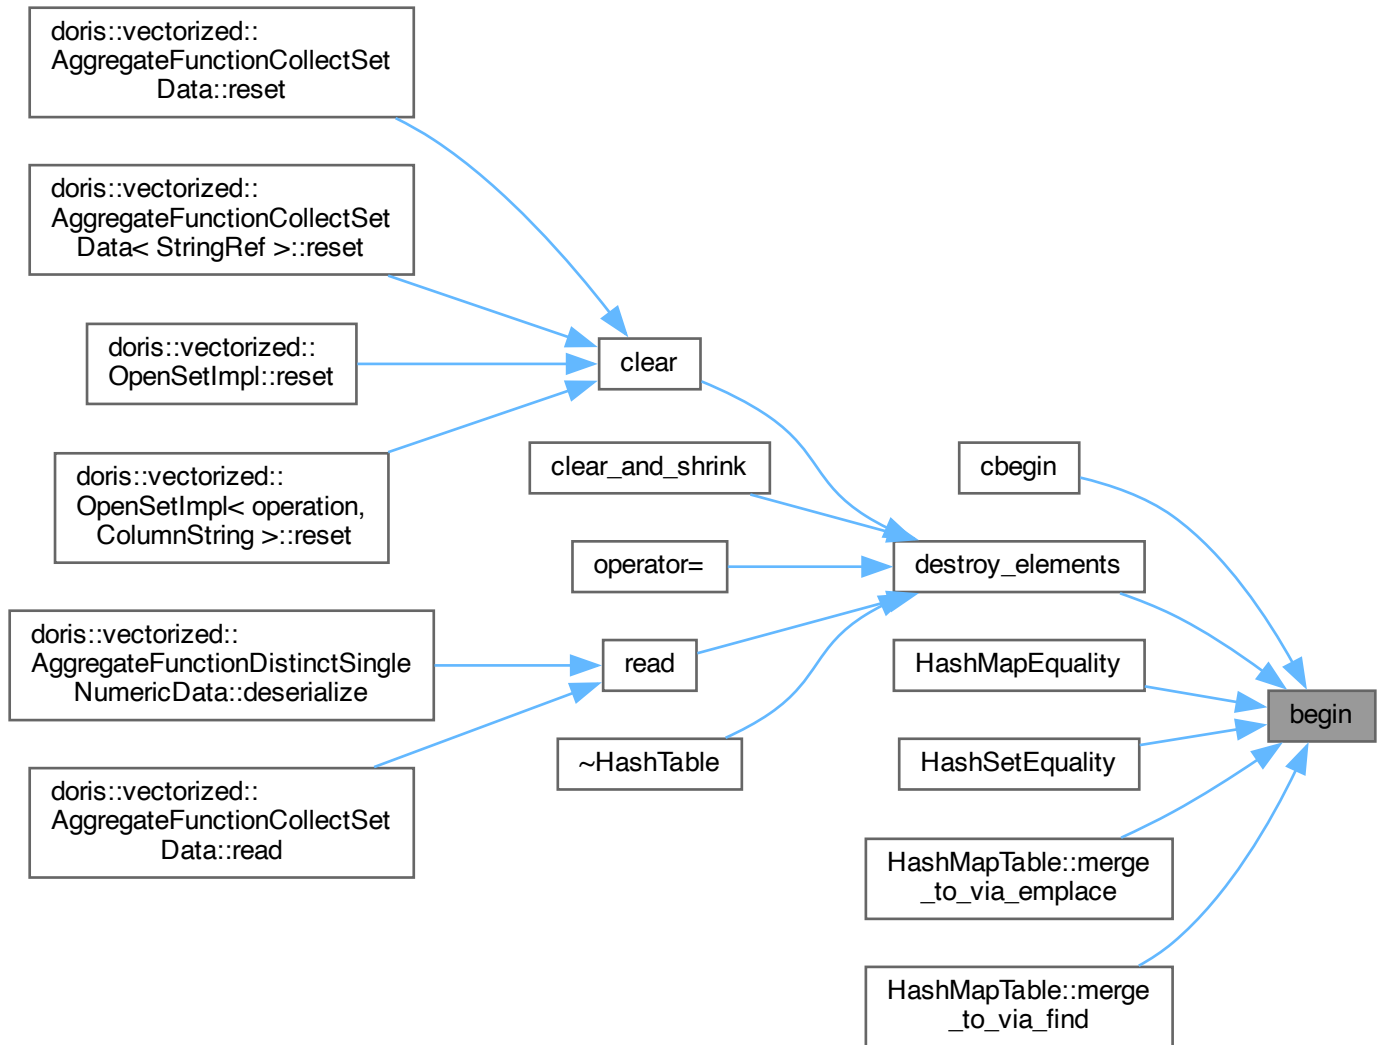 doris::vectorized::
AggregateFunctionCollectSet
Data::reset
doris::vectorized::
AggregateFunctionCollectSet
Data< StringRef >::reset
doris::vectorized::
OpenSetImpl::reset
doris::vectorized::
OpenSetImpl< operation,
ColumnString >::reset
doris::vectorized::
AggregateFunctionDistinctSingle
NumericData::deserialize
doris::vectorized::
AggregateFunctionCollectSet
Data::read
clear
clear_and_shrink
operator=
read
~HashTable
cbegin
destroy_elements
HashMapEquality
HashSetEquality
HashMapTable::merge
_to_via_emplace
HashMapTable::merge
_to_via_find
begin